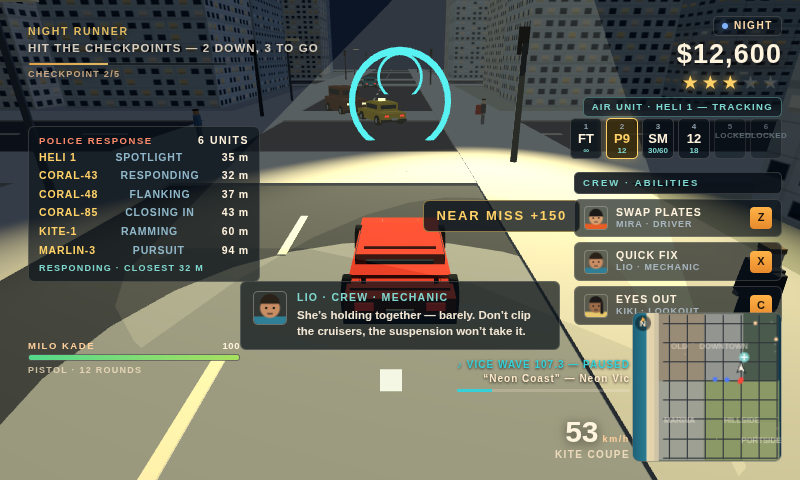 NIGHT RUNNER
HIT THE CHECKPOINTS — 2 DOWN, 3 TO GO
CHECKPOINT 2/5
NIGHT
$12,600
AIR UNIT · HELI 1 — TRACKING
1 FT ∞
2 P9 12
3 SM 30/60
4 12 18
5 LOCKED
6 LOCKED
POLICE RESPONSE 6 UNITS
HELI 1 SPOTLIGHT 35 m
CORAL-43 RESPONDING 32 m
CORAL-48 FLANKING 37 m
CORAL-85 CLOSING IN 43 m
KITE-1 RAMMING 60 m
MARLIN-3 PURSUIT 94 m
RESPONDING · CLOSEST 32 M
NEAR MISS +150
CREW · ABILITIES
SWAP PLATES
MIRA · DRIVER
Z
QUICK FIX
LIO · MECHANIC
X
EYES OUT
KIKI · LOOKOUT
C
LIO · CREW · MECHANIC
She's holding together — barely. Don't clip
the cruisers, the suspension won't take it.
MILO KADE 100
PISTOL · 12 ROUNDS
♪ VICE WAVE 107.3 — PAUSED
“Neon Coast” — Neon Vic
53 km/h
KITE COUPE
N
OLD DOWNTOWN
MARINA HILLSIDE
PORTSIDE